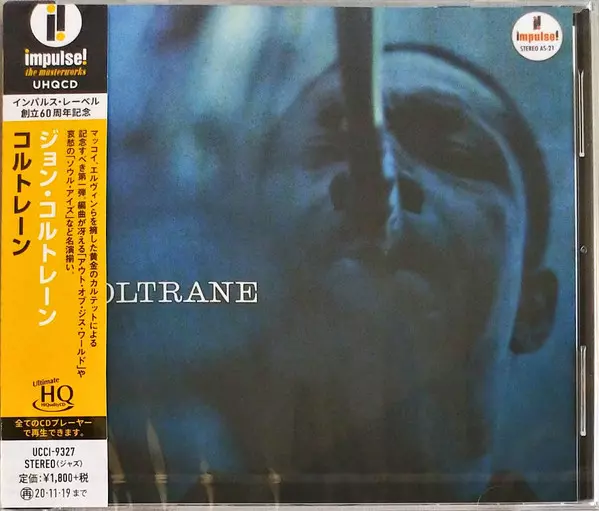 impulse!
the masterworks
UHQCD
インパルス・レーベル
創立60周年記念
ジョン・コルトレーン
コルトレーン
マッコイ、エルヴィンらを擁した黄金のカルテットによる
記念すべき第一弾。編曲が冴える「アウト・オブ・ジス・ワールド」や
哀愁の「ソウル・アイズ」など名演揃い。
Ultimate
HQ
HiQualityCD
全てのCDプレーヤー
で再生できます。
UCCI-9327
STEREO(ジャズ)
定価:¥1,800+税
再 20・11・19まで
impulse!
STEREO AS-21
OLTRANE